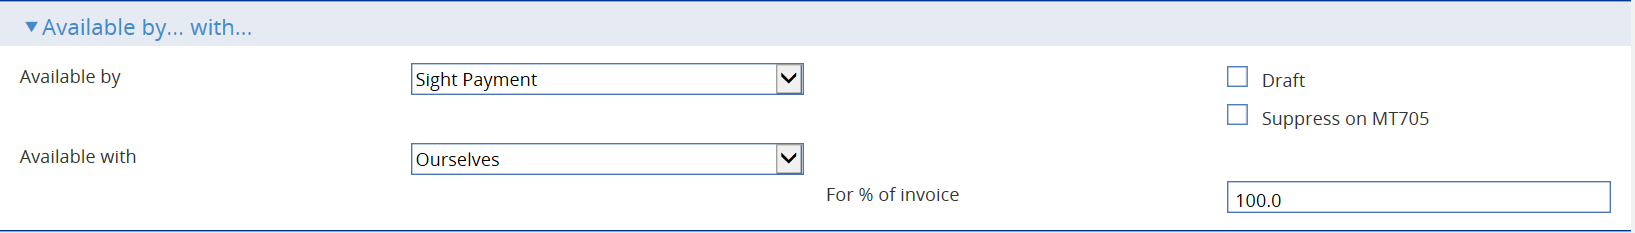 Available by... with...
Available by
Sight Payment
Draft
Suppress on MT705
Available with
Ourselves
For % of invoice
100.0